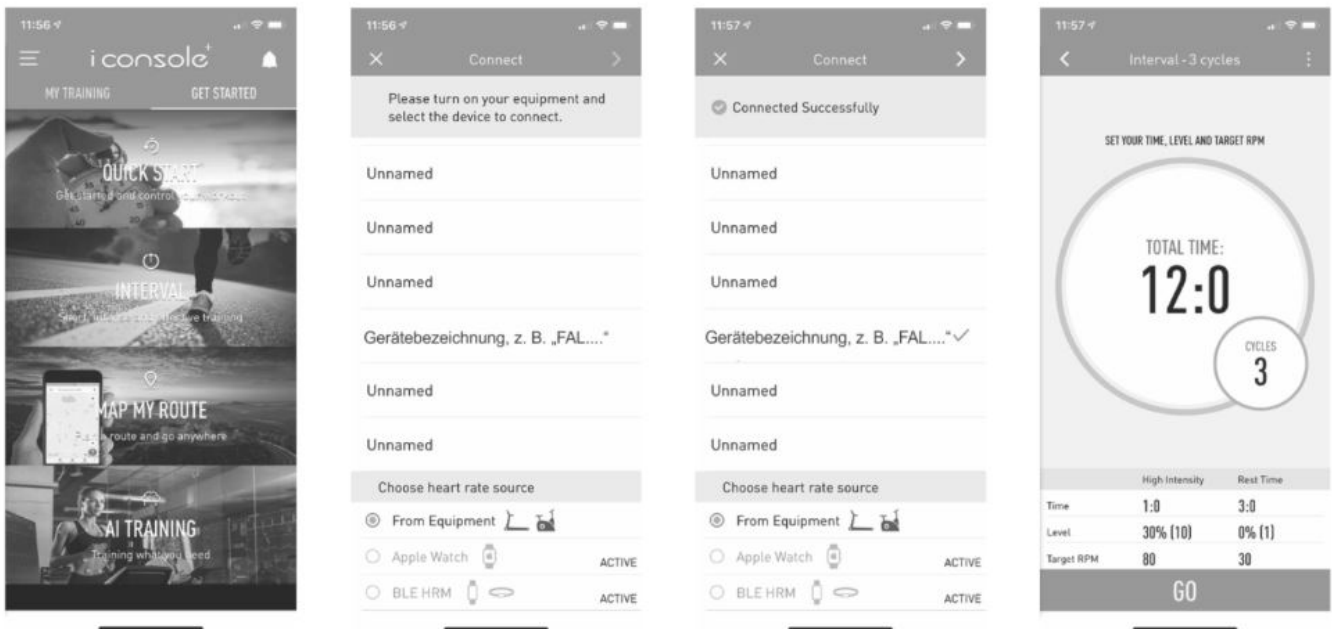 11:56
i console+
MY TRAINING GET STARTED
QUICK START
Get started and control your workout
INTERVAL
MAP MY ROUTE
Plan a route and go anywhere
AI TRAINING
Training what you need
11:56
Connect
Please turn on your equipment and
select the device to connect.
Unnamed
Unnamed
Unnamed
Gerätebezeichnung, z. B. „FAL...."
Unnamed
Unnamed
Choose heart rate source
From Equipment
Apple Watch ACTIVE
BLE HRM ACTIVE
11:57
Connect
Connected Successfully
Unnamed
Unnamed
Unnamed
Gerätebezeichnung, z. B. „FAL...."
Unnamed
Unnamed
Choose heart rate source
From Equipment
Apple Watch ACTIVE
BLE HRM ACTIVE
11:57
Interval - 3 cycles
SET YOUR TIME, LEVEL AND TARGET RPM
TOTAL TIME:
12:0
CYCLES
3
High Intensity Rest Time
Time 1:0 3:0
Level 30% (10) 0% (1)
Target RPM 80 30
GO